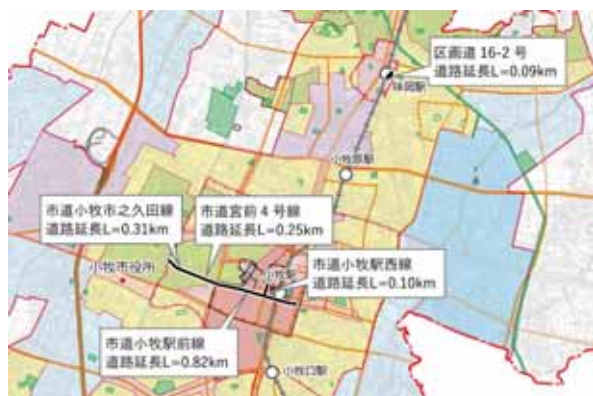 区画道 16-2 号
道路延長L=0.09km
味岡駅
小牧原駅
市道小牧市之久田線
道路延長L=0.31km
市道宮前 4 号線
道路延長L=0.25km
小牧市役所
小牧駅
市道小牧駅西線
道路延長L=0.10km
市道小牧駅前線
道路延長L=0.82km
小牧口駅